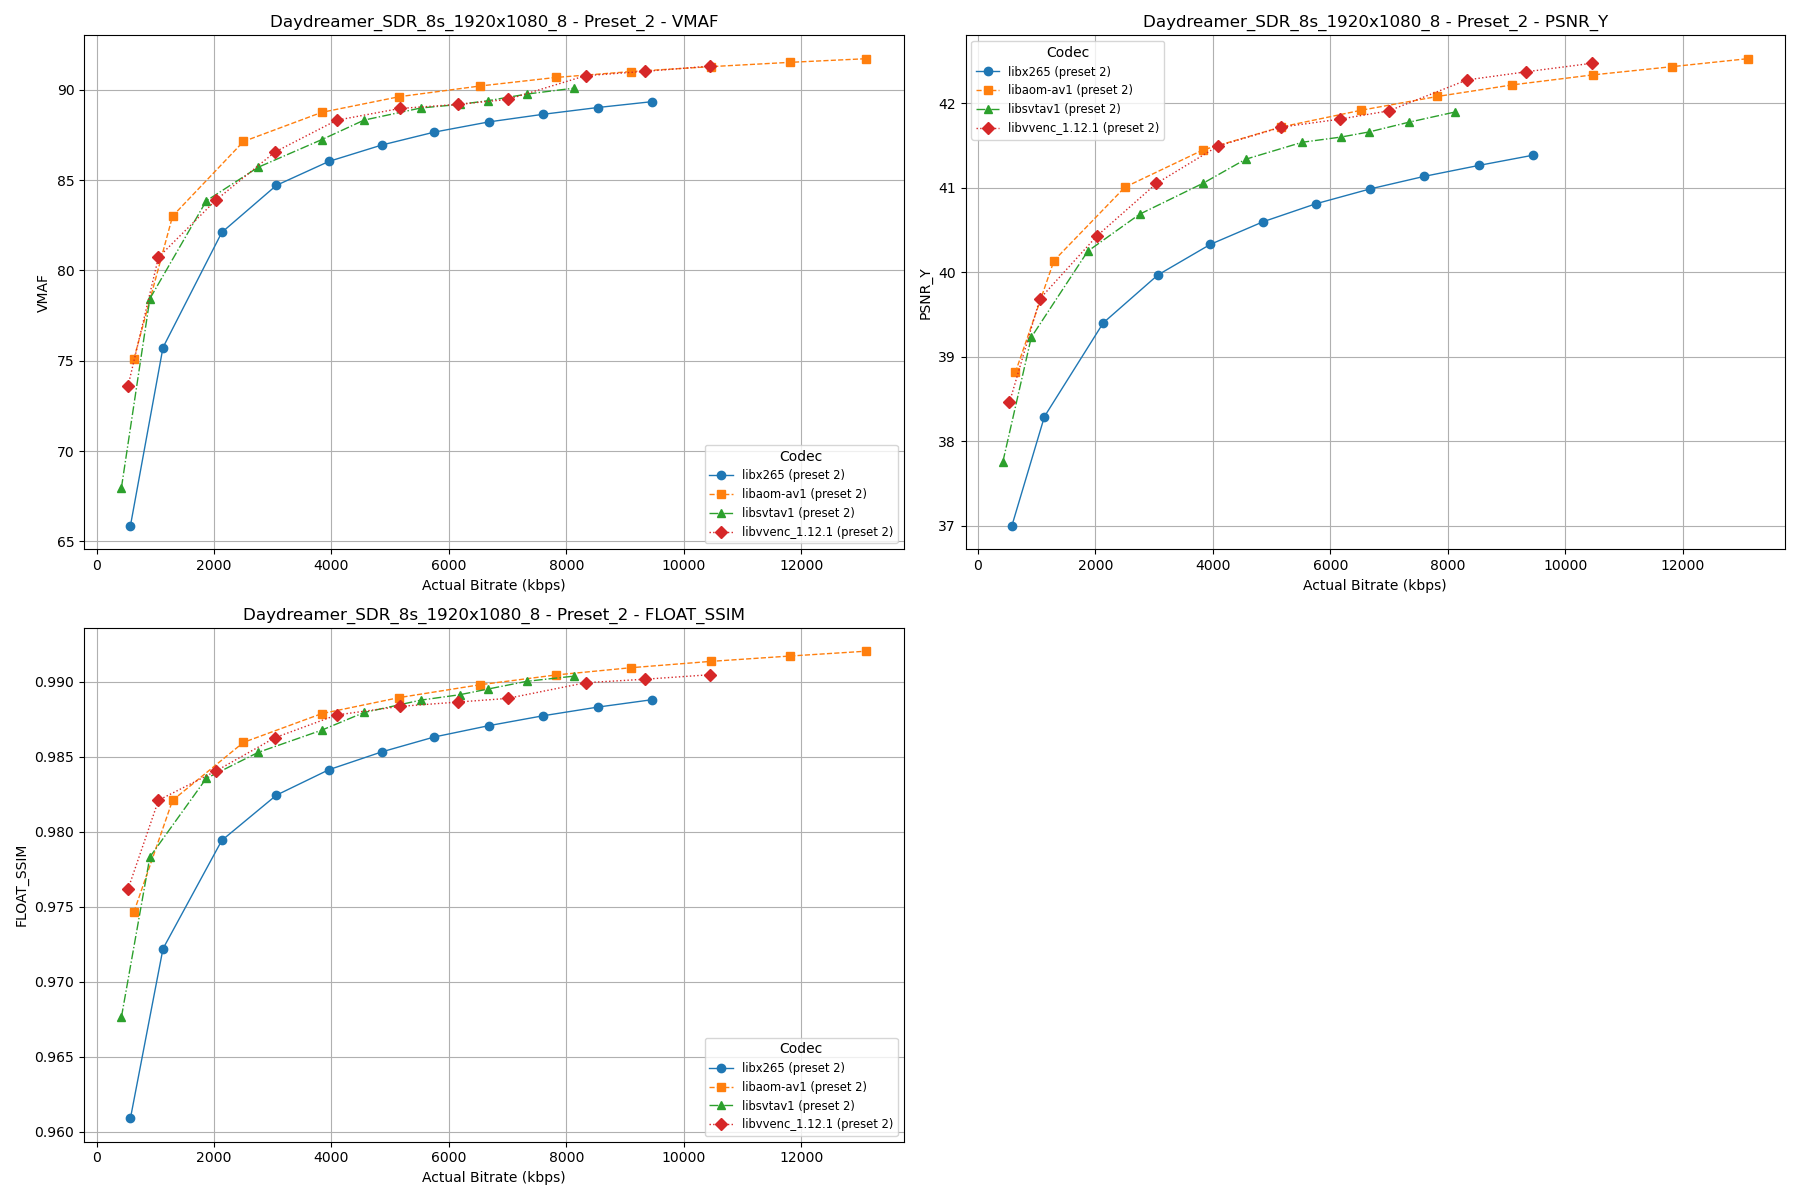 Daydreamer_SDR_8s_1920x1080_8 - Preset_2 - VMAF
90
85
80
75
70
65
VMAF
0 2000 4000 6000 8000 10000 12000
Actual Bitrate (kbps)
Codec
libx265 (preset 2)
libaom-av1 (preset 2)
libsvtav1 (preset 2)
libvvenc_1.12.1 (preset 2)
Daydreamer_SDR_8s_1920x1080_8 - Preset_2 - PSNR_Y
Codec
libx265 (preset 2)
libaom-av1 (preset 2)
libsvtav1 (preset 2)
libvvenc_1.12.1 (preset 2)
42
41
40
39
38
37
PSNR_Y
0 2000 4000 6000 8000 10000 12000
Actual Bitrate (kbps)
Daydreamer_SDR_8s_1920x1080_8 - Preset_2 - FLOAT_SSIM
0.990
0.985
0.980
0.975
0.970
0.965
0.960
FLOAT_SSIM
0 2000 4000 6000 8000 10000 12000
Actual Bitrate (kbps)
Codec
libx265 (preset 2)
libaom-av1 (preset 2)
libsvtav1 (preset 2)
libvvenc_1.12.1 (preset 2)